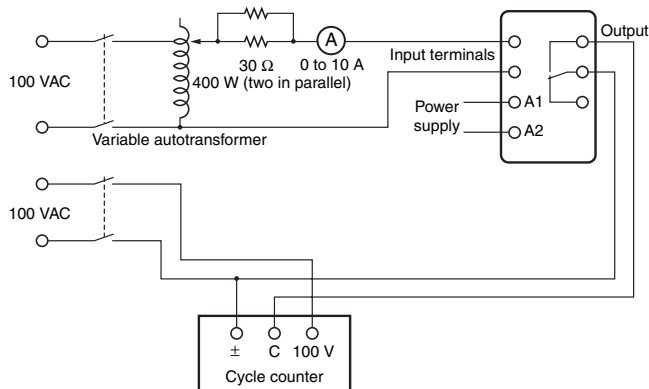 100 VAC
A
30 Ω
400 W (two in parallel)
0 to 10 A
Variable autotransformer
Input terminals
Output
Power
supply
A1
A2
100 VAC
± C 100 V
Cycle counter